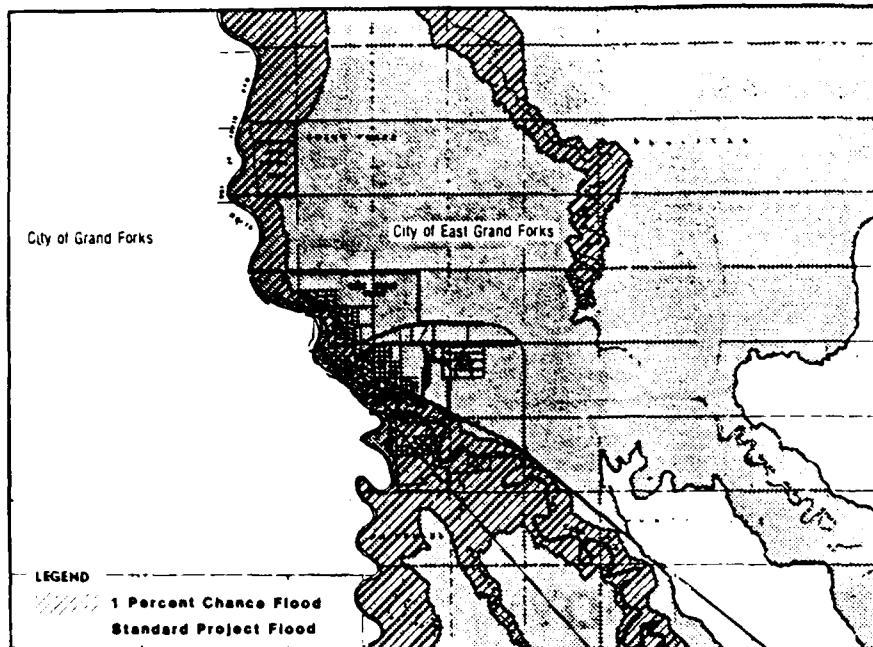 City of Grand Forks
City of East Grand Forks
LEGEND
1 Percent Chance Flood
Standard Project Flood